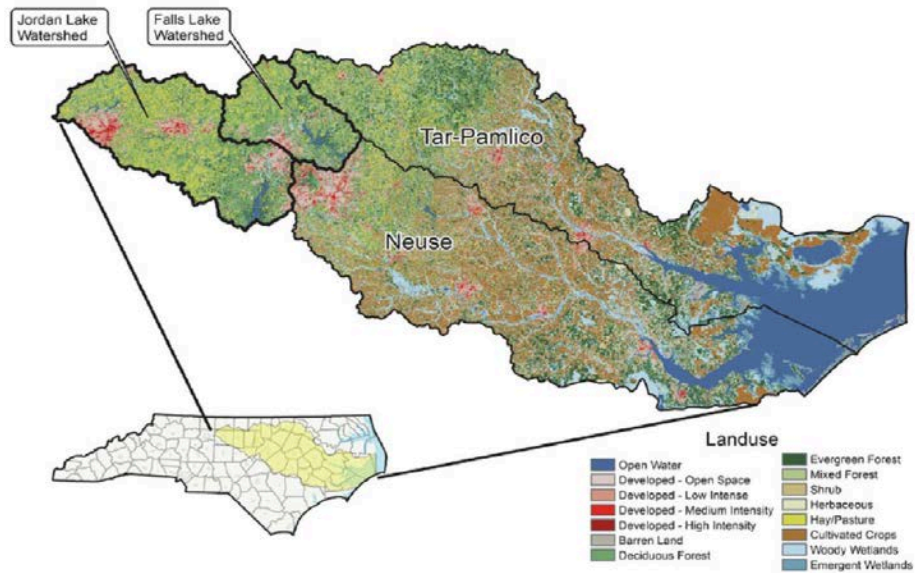 Jordan Lake
Watershed
Falls Lake
Watershed
Tar-Pamlico
Neuse
Landuse
Open Water
Developed - Open Space
Developed - Low Intense
Developed - Medium Intensity
Developed - High Intensity
Barren Land
Deciduous Forest
Evergreen Forest
Mixed Forest
Shrub
Herbaceous
Hay/Pasture
Cultivated Crops
Woody Wetlands
Emergent Wetlands